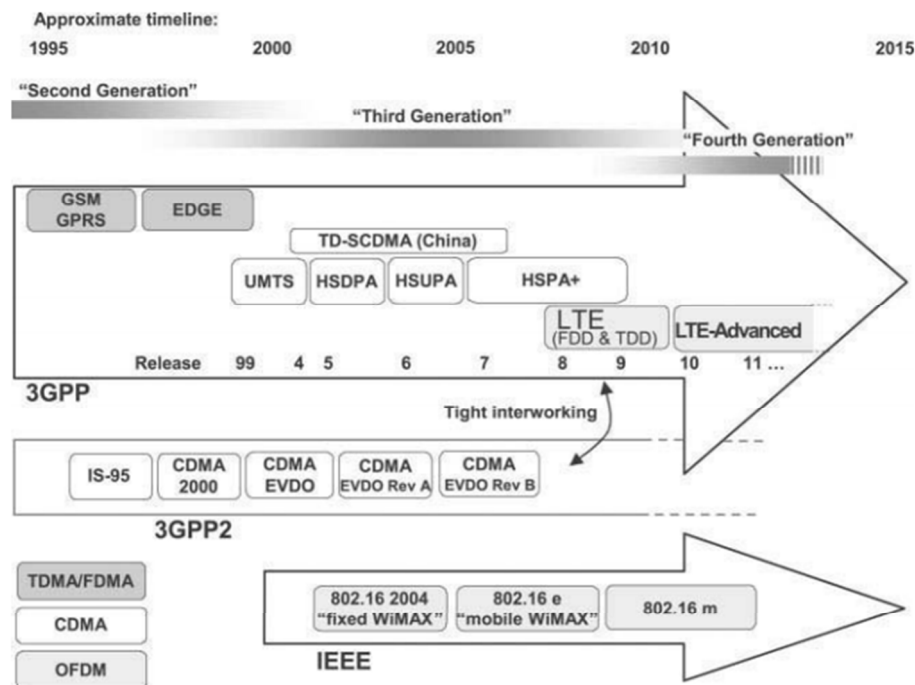 Approximate timeline:
1995 2000 2005 2010 2015
“Second Generation”
“Third Generation”
“Fourth Generation”
GSM
GPRS
EDGE
TD-SCDMA (China)
UMTS
HSDPA
HSUPA
HSPA+
LTE
(FDD & TDD)
LTE-Advanced
Release 99 4 5 6 7 8 9 10 11 ...
3GPP
Tight interworking
IS-95
CDMA
2000
CDMA
EVDO
CDMA
EVDO Rev A
CDMA
EVDO Rev B
3GPP2
TDMA/FDMA
CDMA
OFDM
802.16 2004
“fixed WiMAX”
802.16 e
“mobile WiMAX”
802.16 m
IEEE